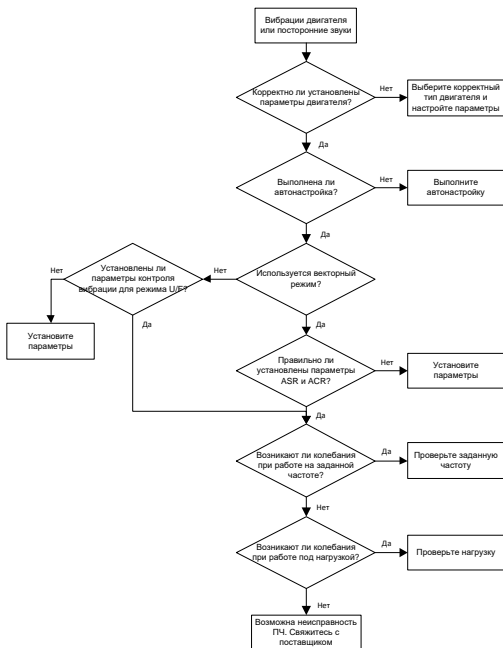 Вибрации двигателя
или посторонние звуки
Корректно ли установлены
параметры двигателя?
Нет
Выберите корректный
тип двигателя и
настройте параметры
Да
Выполнена ли
автонастройка?
Нет
Выполните
автонастройку
Да
Используется векторный
режим?
Нет
Установлены ли
параметры контроля
вибрации для режима U/F?
Нет
Установите
параметры
Да
Да
Правильно ли
установлены параметры
ASR и ACR?
Нет
Установите
параметры
Да
Возникают ли колебания
при работе на заданной
частоте?
Да
Проверьте заданную
частоту
Нет
Возникают ли колебания
при работе под нагрузкой?
Да
Проверьте нагрузку
Нет
Возможна неисправность
ПЧ. Свяжитесь с
поставщиком